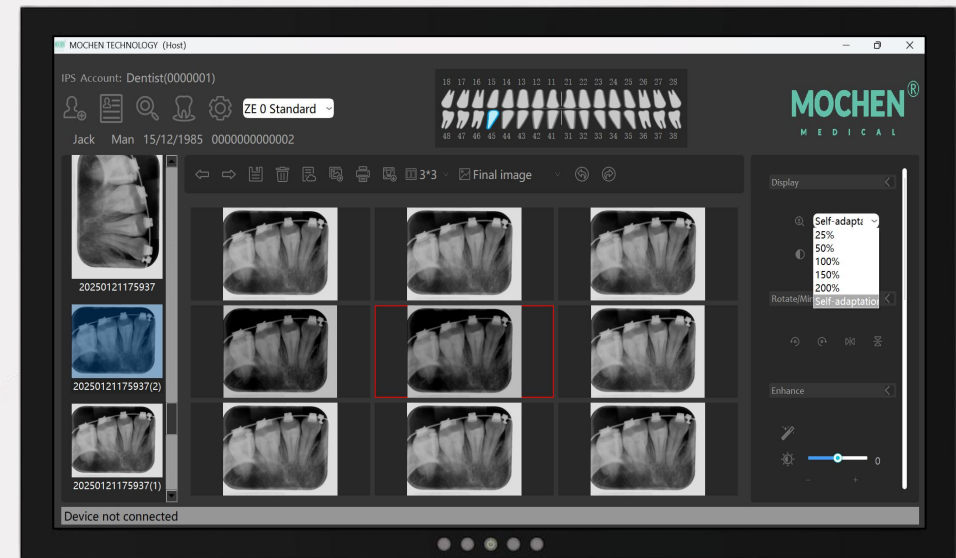 MOCHEN TECHNOLOGY (Host)
IPS Account: Dentist(0000001)
ZE 0 Standard
Jack Man 15/12/1985 0000000000002
18 17 16 15 14 13 12 11 21 22 23 24 25 26 27 28
48 47 46 45 44 43 42 41 31 32 33 34 35 36 37 38
MOCHEN®
MEDICAL
3*3
Final image
20250121175937
20250121175937(2)
20250121175937(1)
Display
Self-adapta
25%
50%
100%
150%
200%
Self-adaptation
Rotate/Mir
Enhance
0
- +
Device not connected